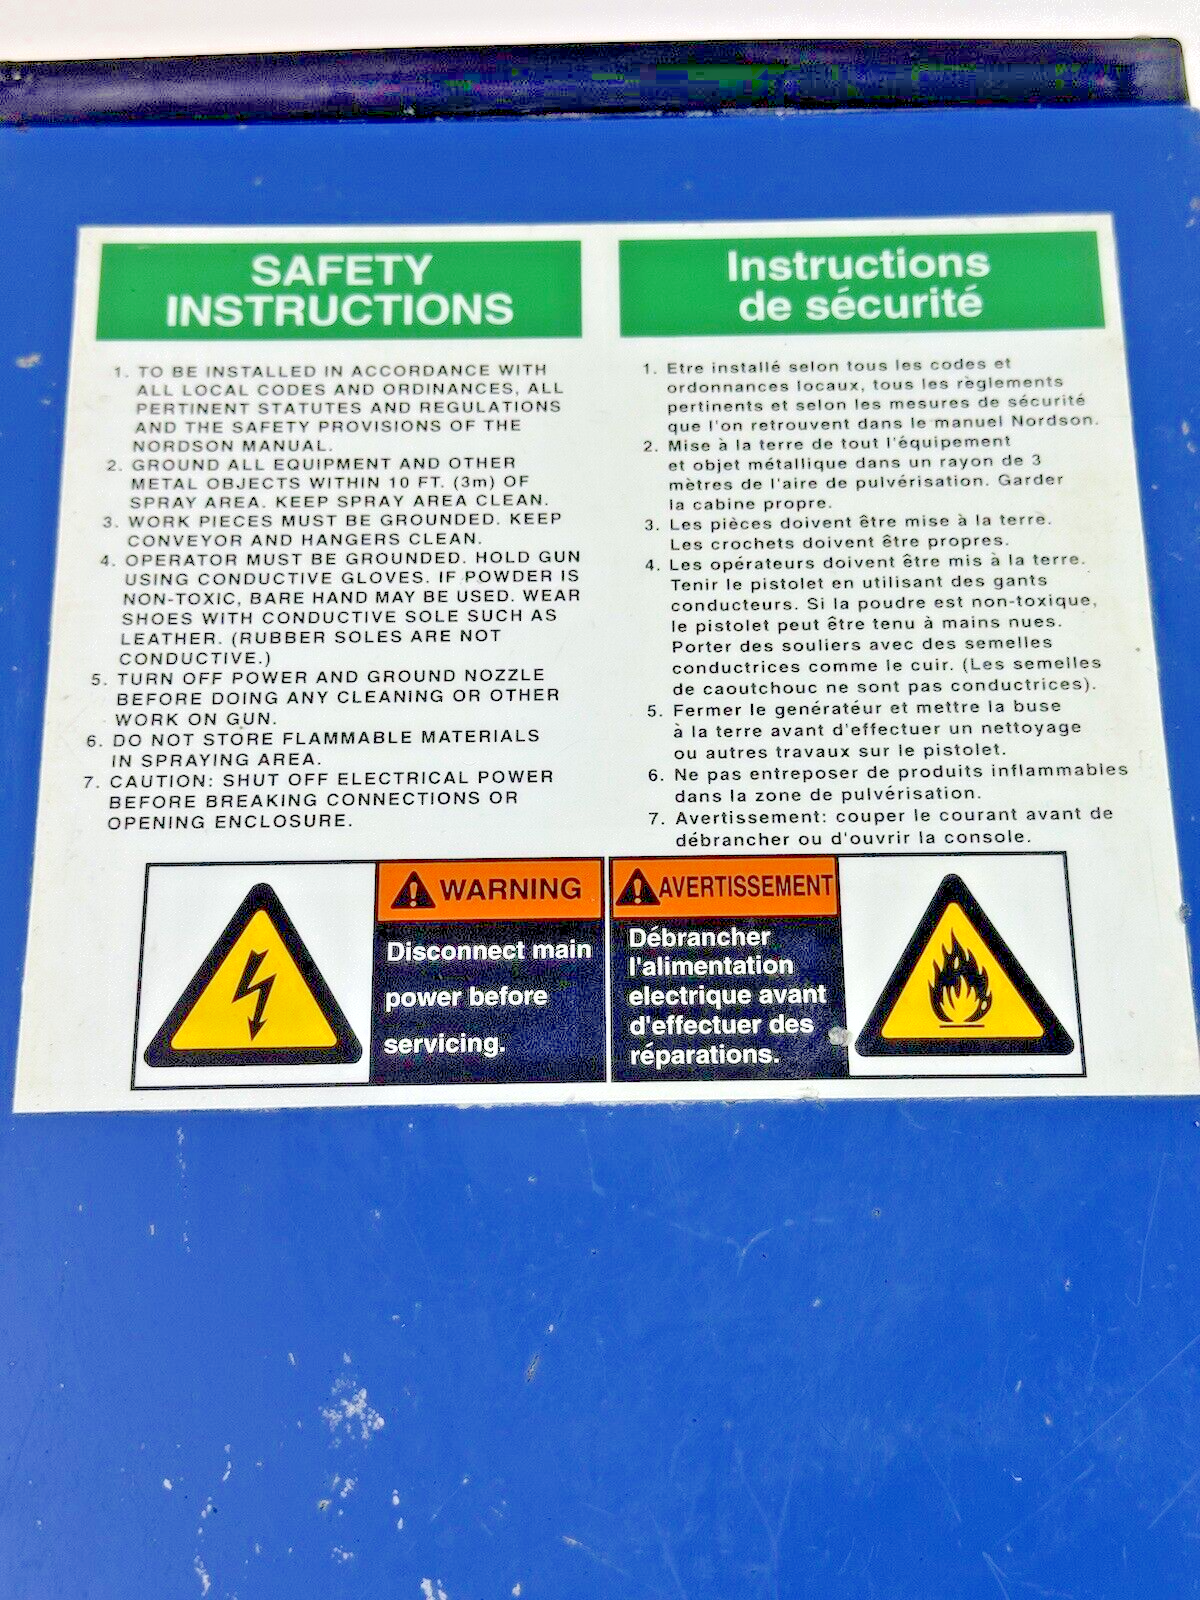 SAFETY
INSTRUCTIONS
1. TO BE INSTALLED IN ACCORDANCE WITH
ALL LOCAL CODES AND ORDINANCES, ALL
PERTINENT STATUTES AND REGULATIONS
AND THE SAFETY PROVISIONS OF THE
NORDSON MANUAL.
2. GROUND ALL EQUIPMENT AND OTHER
METAL OBJECTS WITHIN 10 FT. (3m) OF
SPRAY AREA. KEEP SPRAY AREA CLEAN.
3. WORK PIECES MUST BE GROUNDED. KEEP
CONVEYOR AND HANGERS CLEAN.
4. OPERATOR MUST BE GROUNDED. HOLD GUN
USING CONDUCTIVE GLOVES. IF POWDER IS
NON-TOXIC, BARE HAND MAY BE USED. WEAR
SHOES WITH CONDUCTIVE SOLE SUCH AS
LEATHER. (RUBBER SOLES ARE NOT
CONDUCTIVE.)
5. TURN OFF POWER AND GROUND NOZZLE
BEFORE DOING ANY CLEANING OR OTHER
WORK ON GUN.
6. DO NOT STORE FLAMMABLE MATERIALS
IN SPRAYING AREA.
7. CAUTION: SHUT OFF ELECTRICAL POWER
BEFORE BREAKING CONNECTIONS OR
OPENING ENCLOSURE.
Instructions
de sécurité
1. Etre installé selon tous les codes et
ordonnances locaux, tous les règlements
pertinents et selon les mesures de sécurité
que l'on retrouvent dans le manuel Nordson.
2. Mise à la terre de tout l'équipement
et objet métallique dans un rayon de 3
mètres de l'aire de pulvérisation. Garder
la cabine propre.
3. Les pièces doivent être mise à la terre.
Les crochets doivent être propres.
4. Les opérateurs doivent être mis à la terre.
Tenir le pistolet en utilisant des gants
conducteurs. Si la poudre est non-toxique,
le pistolet peut être tenu à mains nues.
Porter des souliers avec des semelles
conductrices comme le cuir. (Les semelles
de caoutchouc ne sont pas conductrices).
5. Fermer le genératéur et mettre la buse
à la terre avant d'effectuer un nettoyage
ou autres travaux sur le pistolet.
6. Ne pas entreposer de produits inflammables
dans la zone de pulvérisation.
7. Avertissement: couper le courant avant de
débrancher ou d'ouvrir la console.
WARNING
Disconnect main
power before
servicing.
AVERTISSEMENT
Débrancher
l'alimentation
electrique avant
d'effectuer des
réparations.